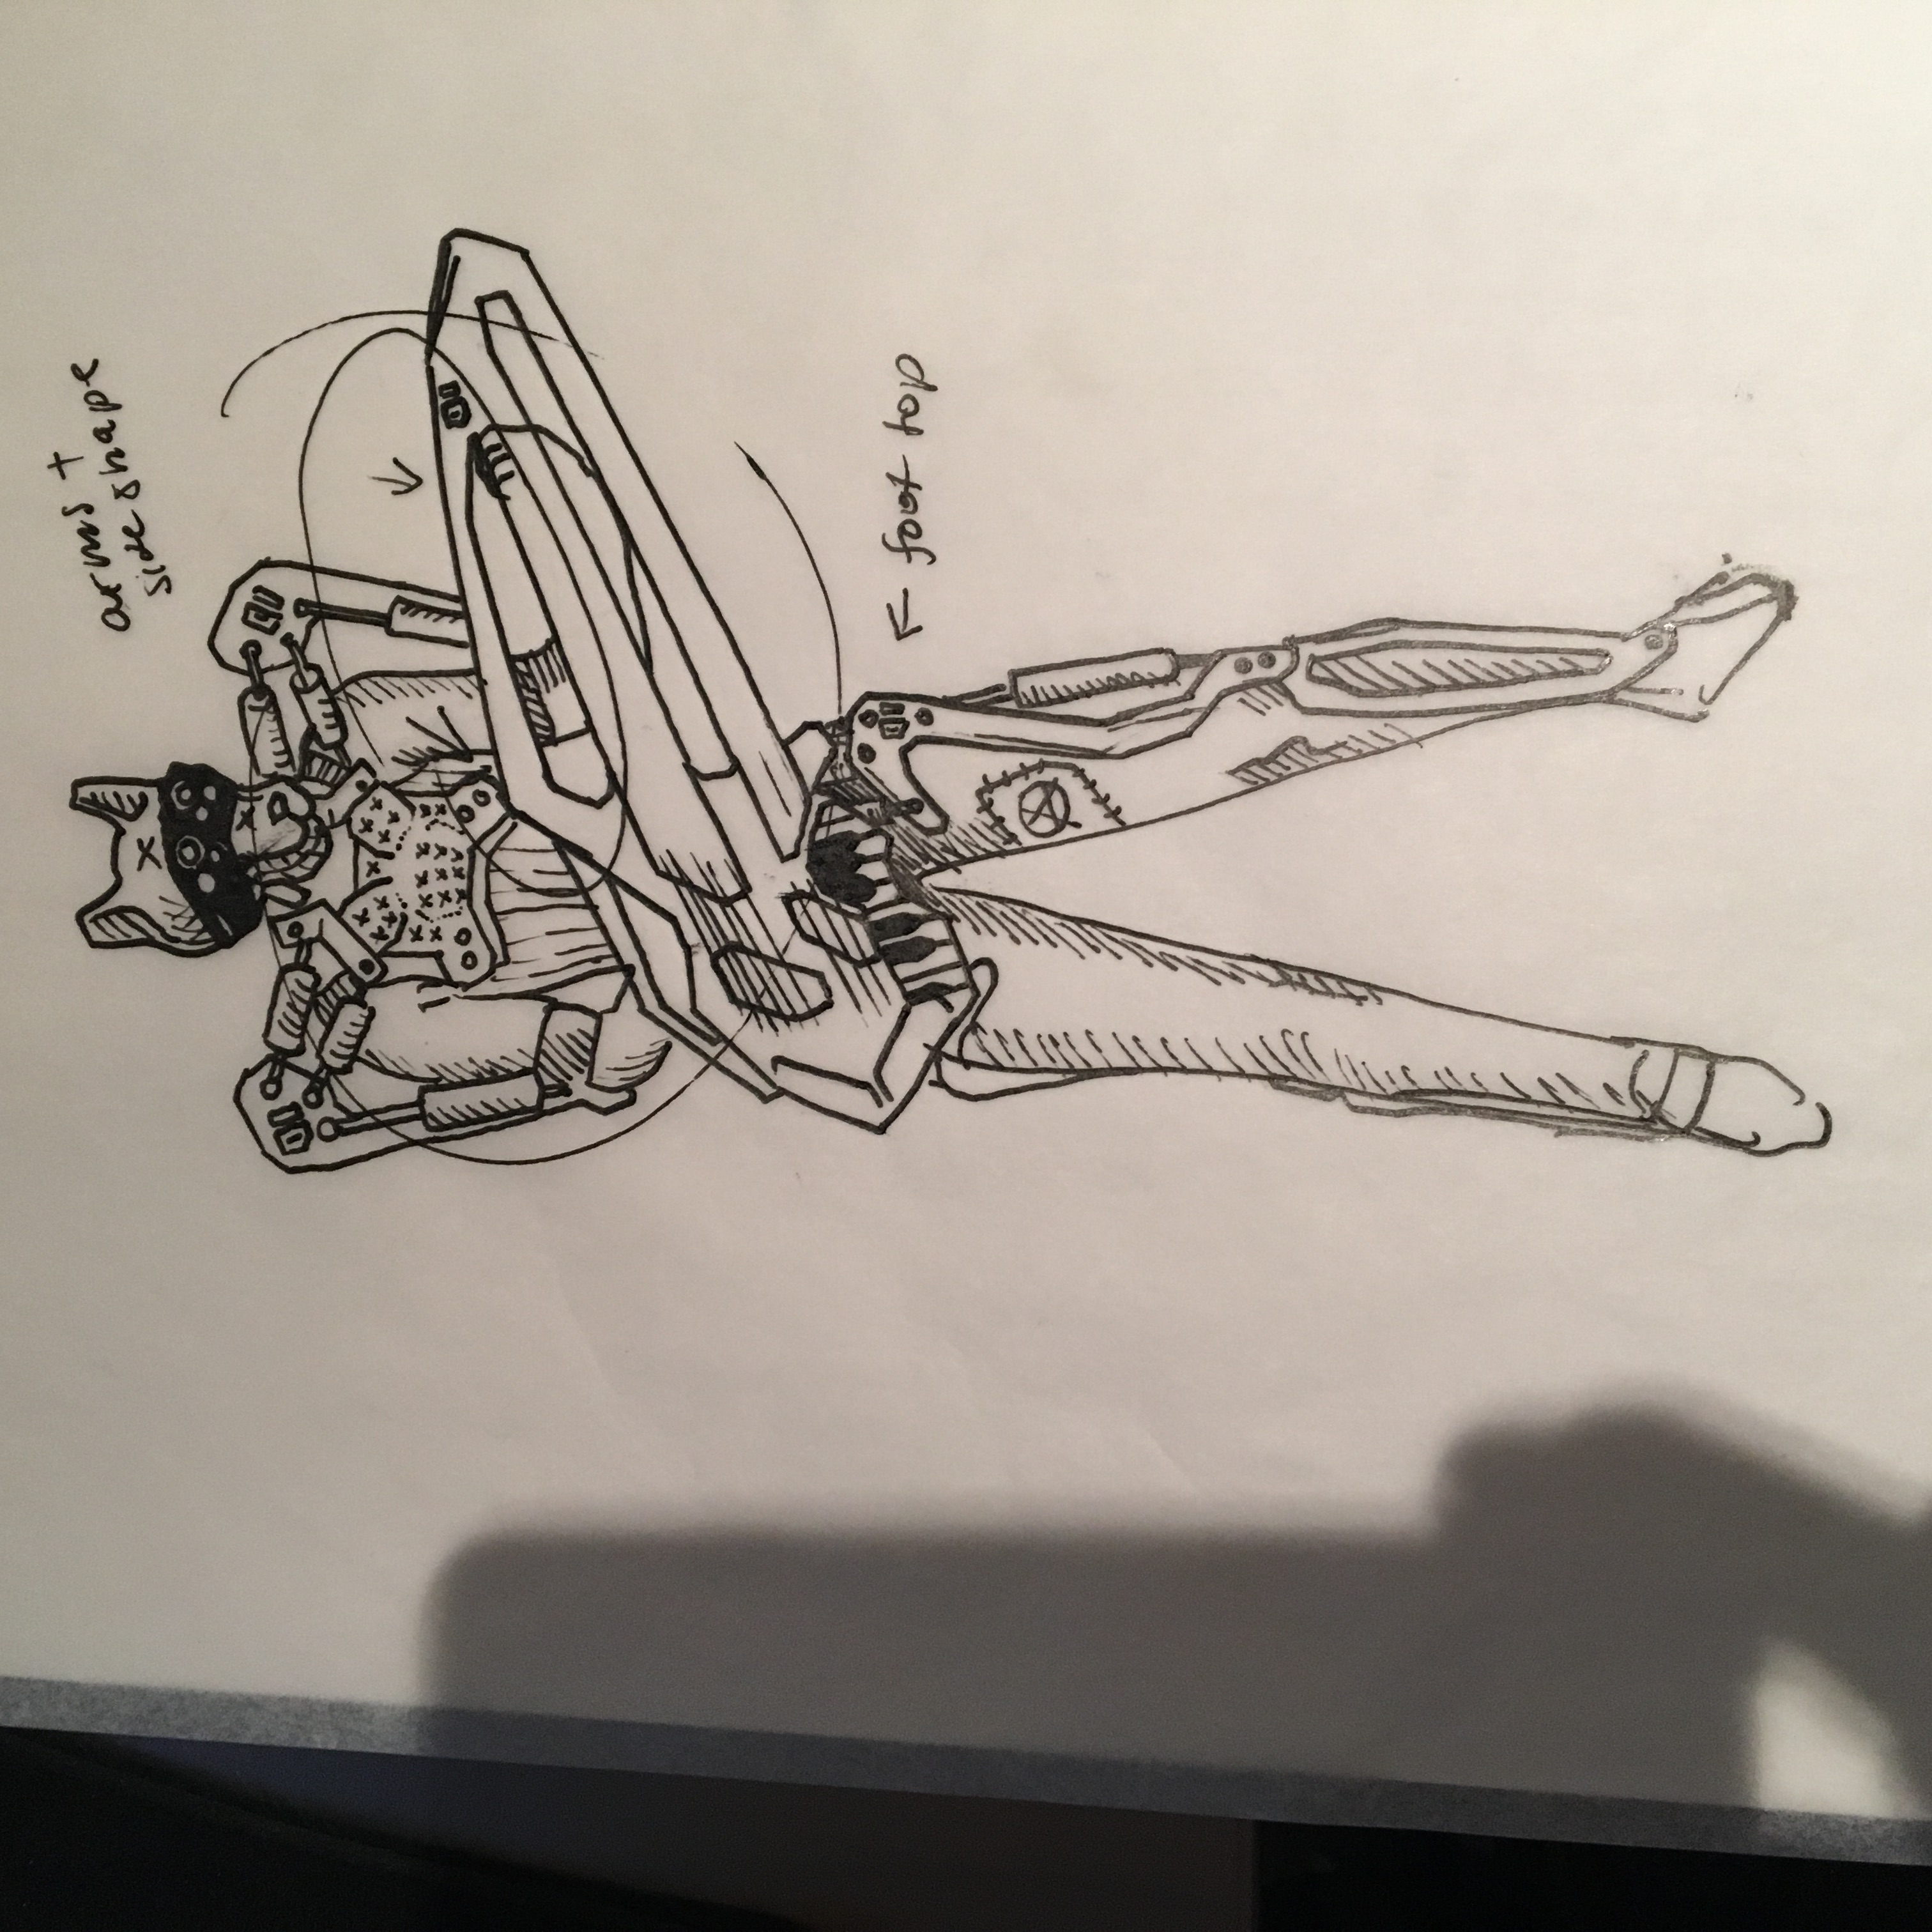 arms +
side shape
← foot top